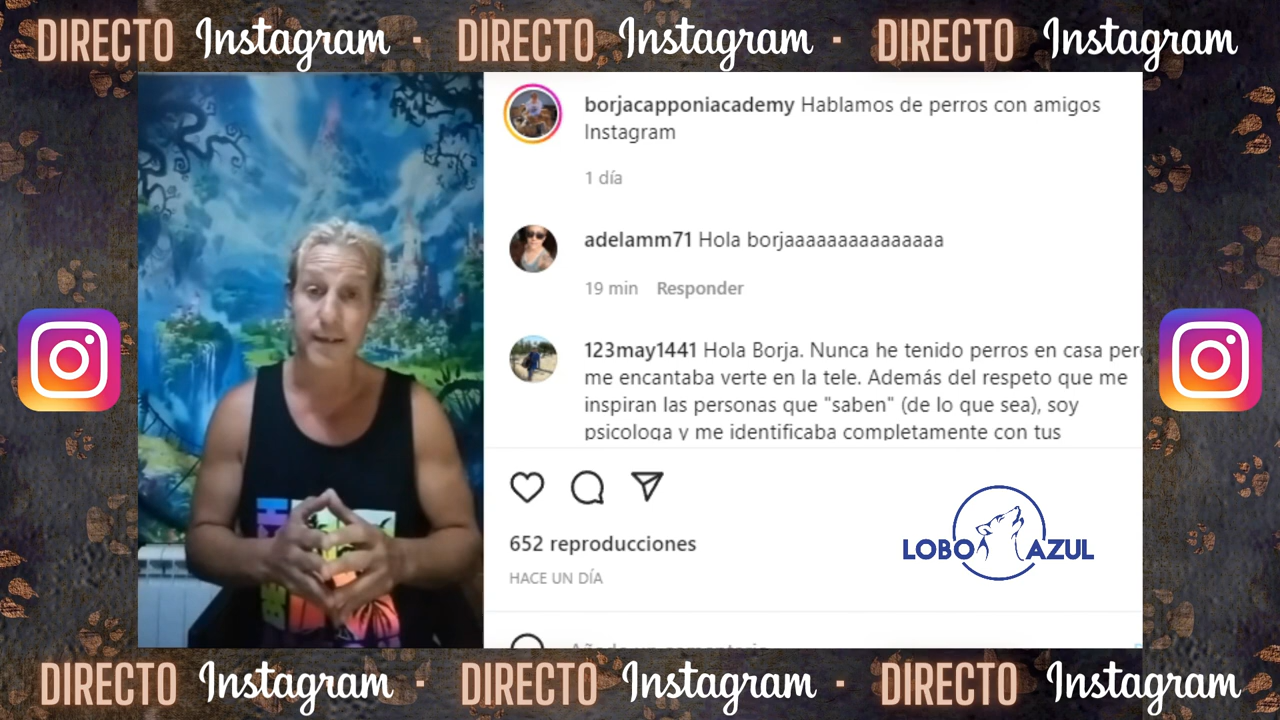 DIRECTO Instagram · DIRECTO Instagram · DIRECTO Instagram
borjacapponiacademy Hablamos de perros con amigos
Instagram
1 día
adelamm71 Hola borjaaaaaaaaaaaaaaa
19 min Responder
123may1441 Hola Borja. Nunca he tenido perros en casa
me encantaba verte en la tele. Además del respeto que me
inspiran las personas que "saben" (de lo que sea), soy
psicologa y me identificaba completamente con tus
652 reproducciones
HACE UN DÍA
LOBO AZUL
DIRECTO Instagram · DIRECTO Instagram · DIRECTO Instagram